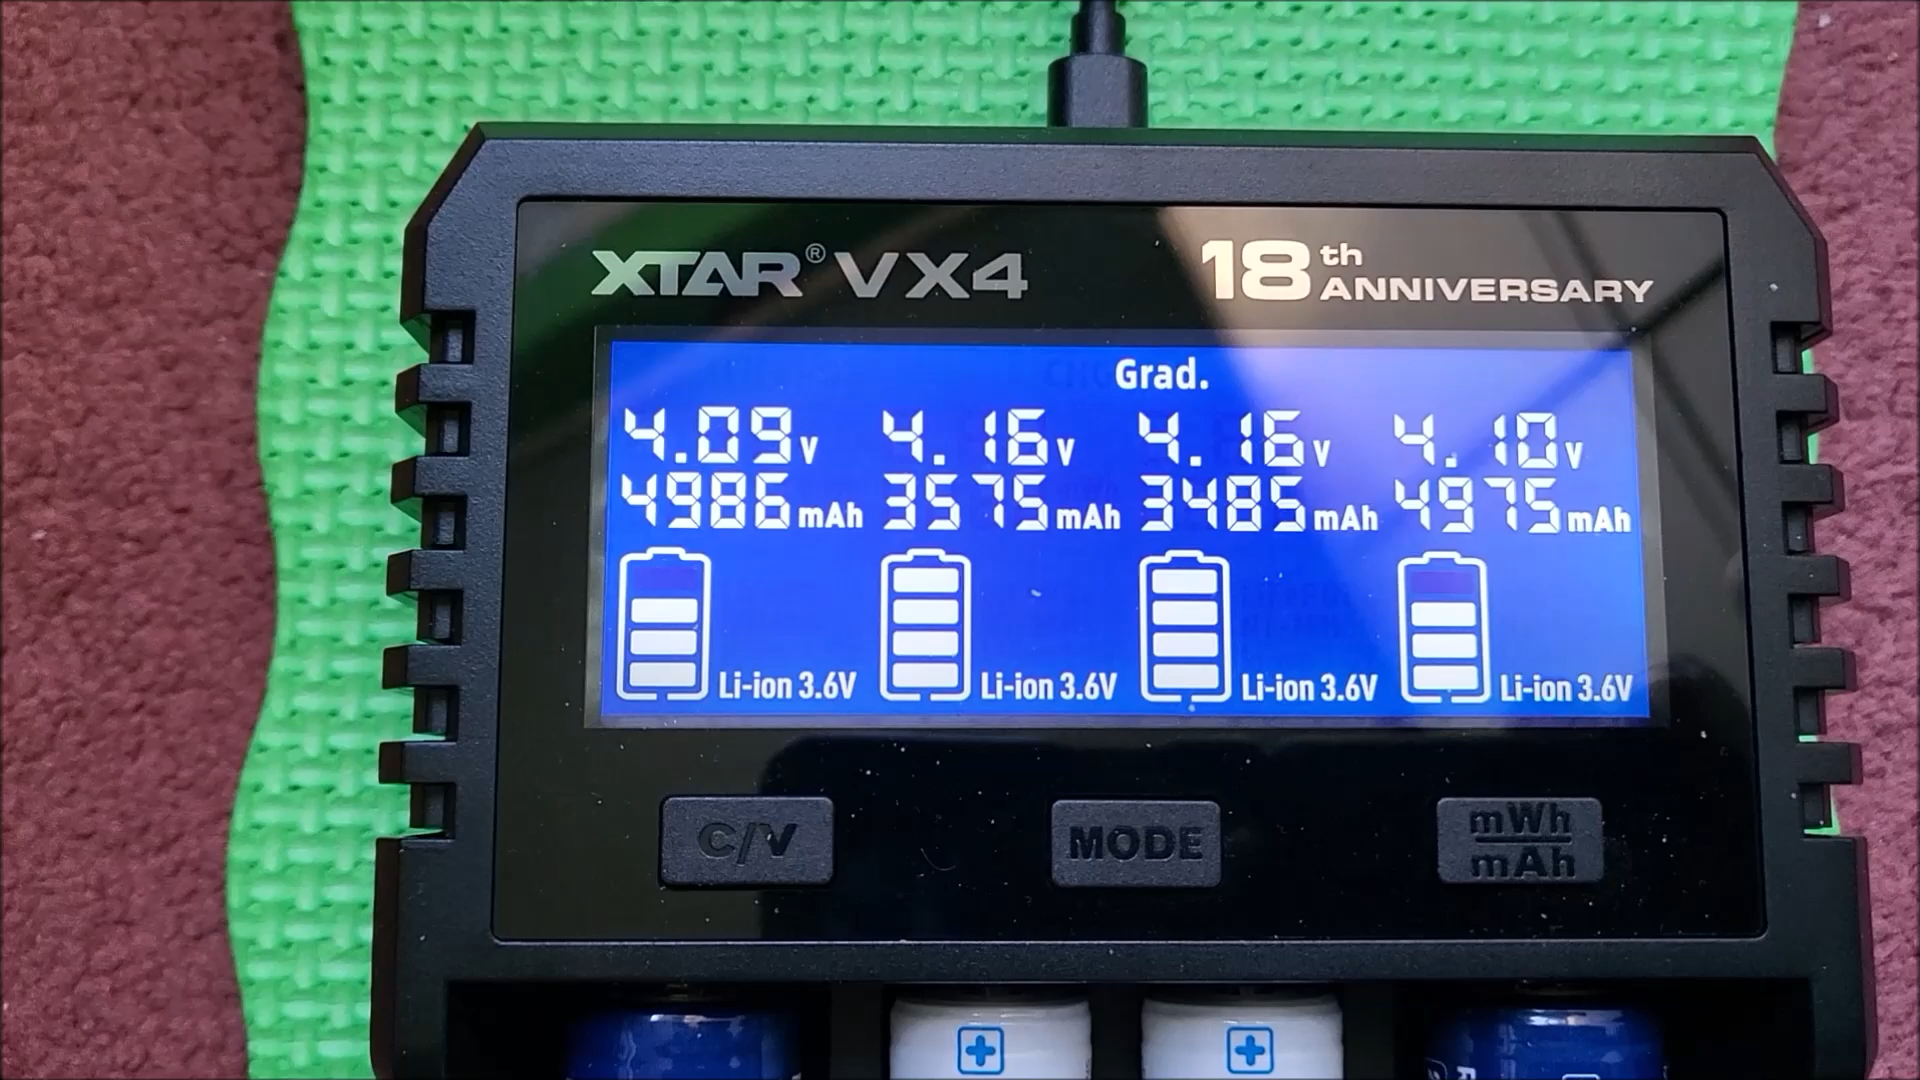 XTAR® VX4
18th ANNIVERSARY
Grad.
4.09V 4.16V 4.16V 4.10V
4986mAh 3575mAh 3485mAh 4975mAh
Li-ion 3.6V Li-ion 3.6V Li-ion 3.6V Li-ion 3.6V
C/V
MODE
mWh
mAh